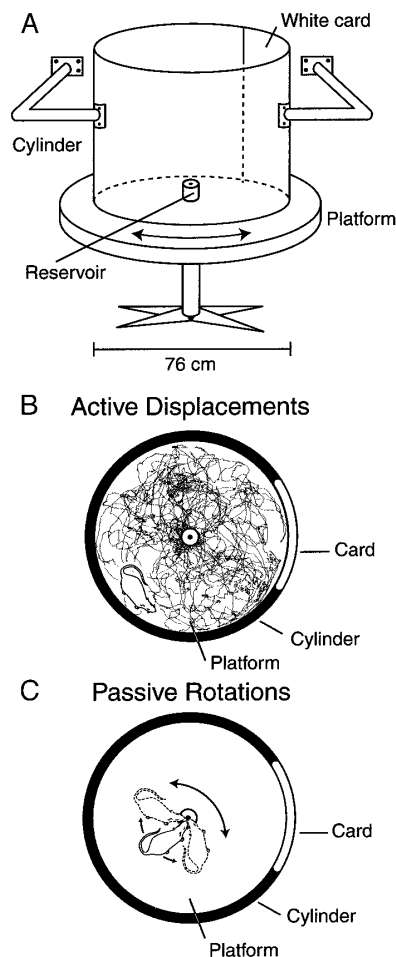 A
White card
Cylinder
Platform
Reservoir
76 cm
B Active Displacements
Card
Cylinder
Platform
C Passive Rotations
Card
Cylinder
Platform